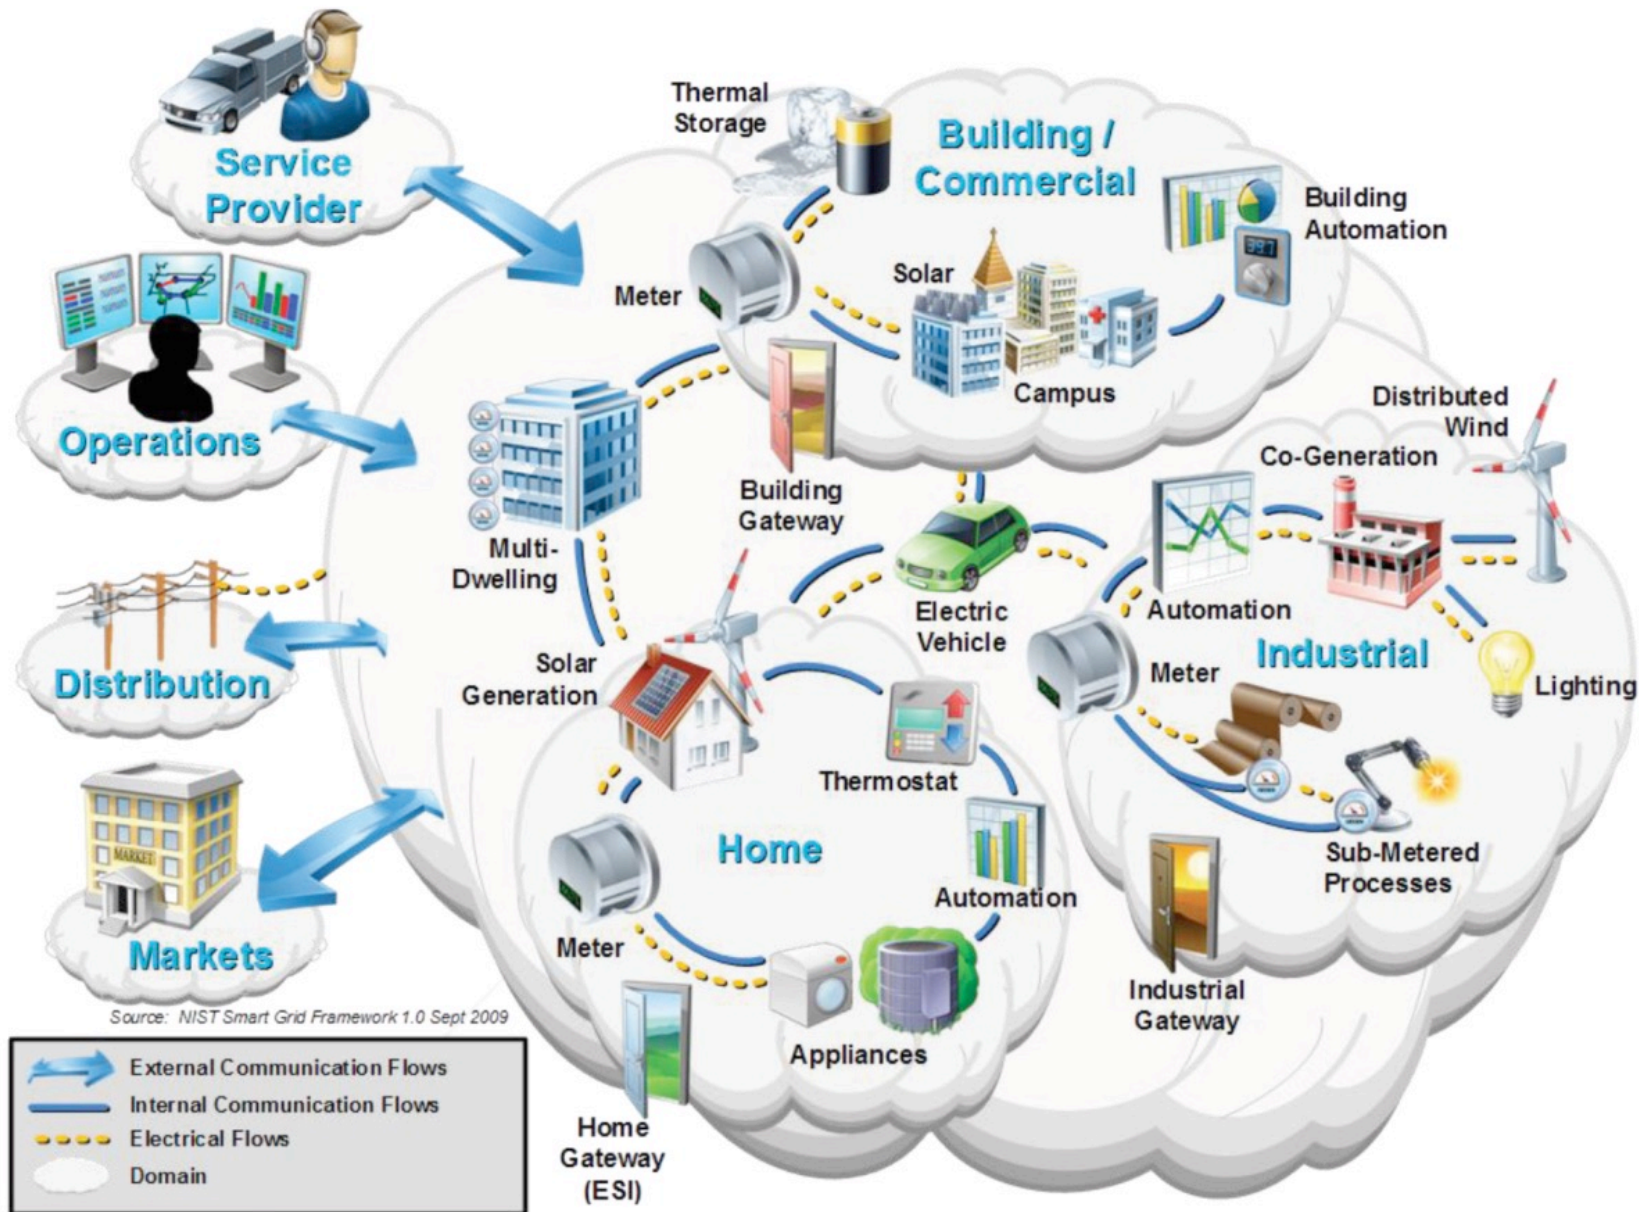 Service
Provider
Operations
Distribution
MARKET
Markets
Thermal
Storage
Building /
Commercial
Building
Automation
Meter
Solar
Campus
Building
Gateway
Multi-
Dwelling
Electric
Vehicle
Distributed
Wind
Co-Generation
Automation
Industrial
Meter
Lighting
Sub-Metered
Processes
Industrial
Gateway
Solar
Generation
Thermostat
Home
Automation
Meter
Appliances
Home
Gateway
(ESI)
Source: NIST Smart Grid Framework 1.0 Sept 2009
External Communication Flows
Internal Communication Flows
Electrical Flows
Domain